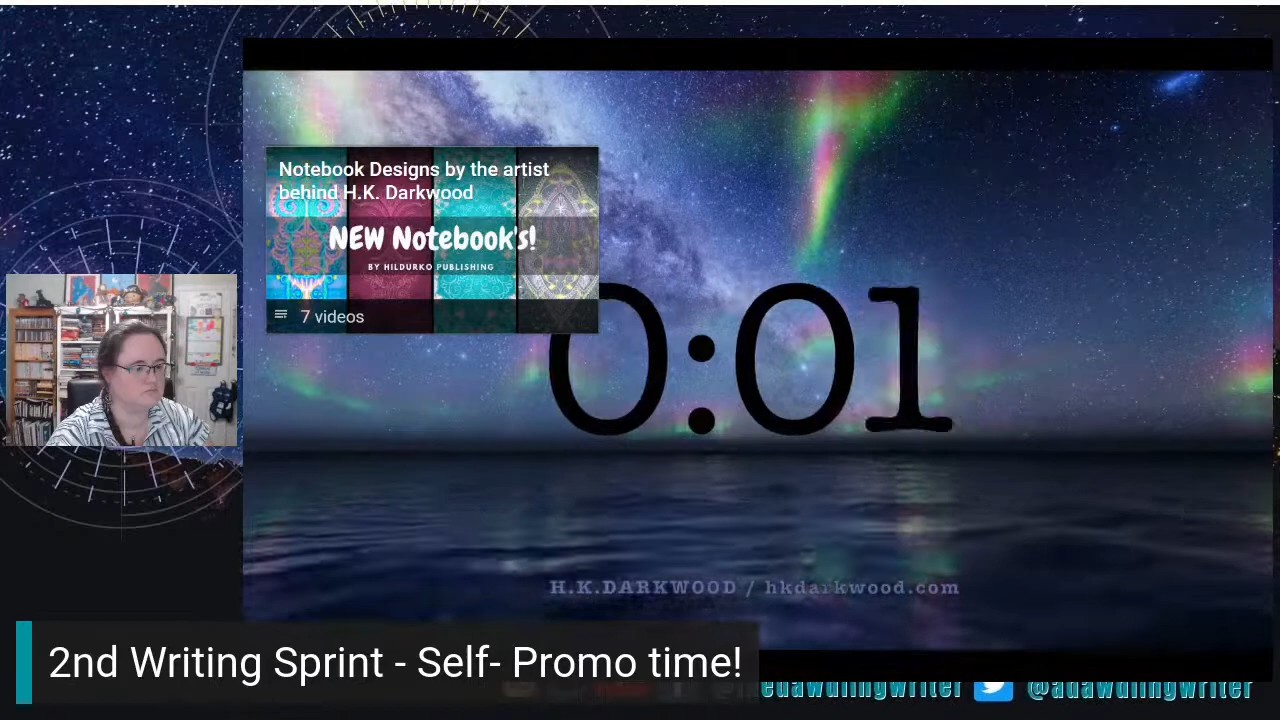 Notebook Designs by the artist
behind H.K. Darkwood
NEW Notebook's!
BY HILDURKO PUBLISHING
7 videos
0:01
H.K.DARKWOOD / hkdarkwood.com
2nd Writing Sprint - Self- Promo time!
@adawdlingwriter